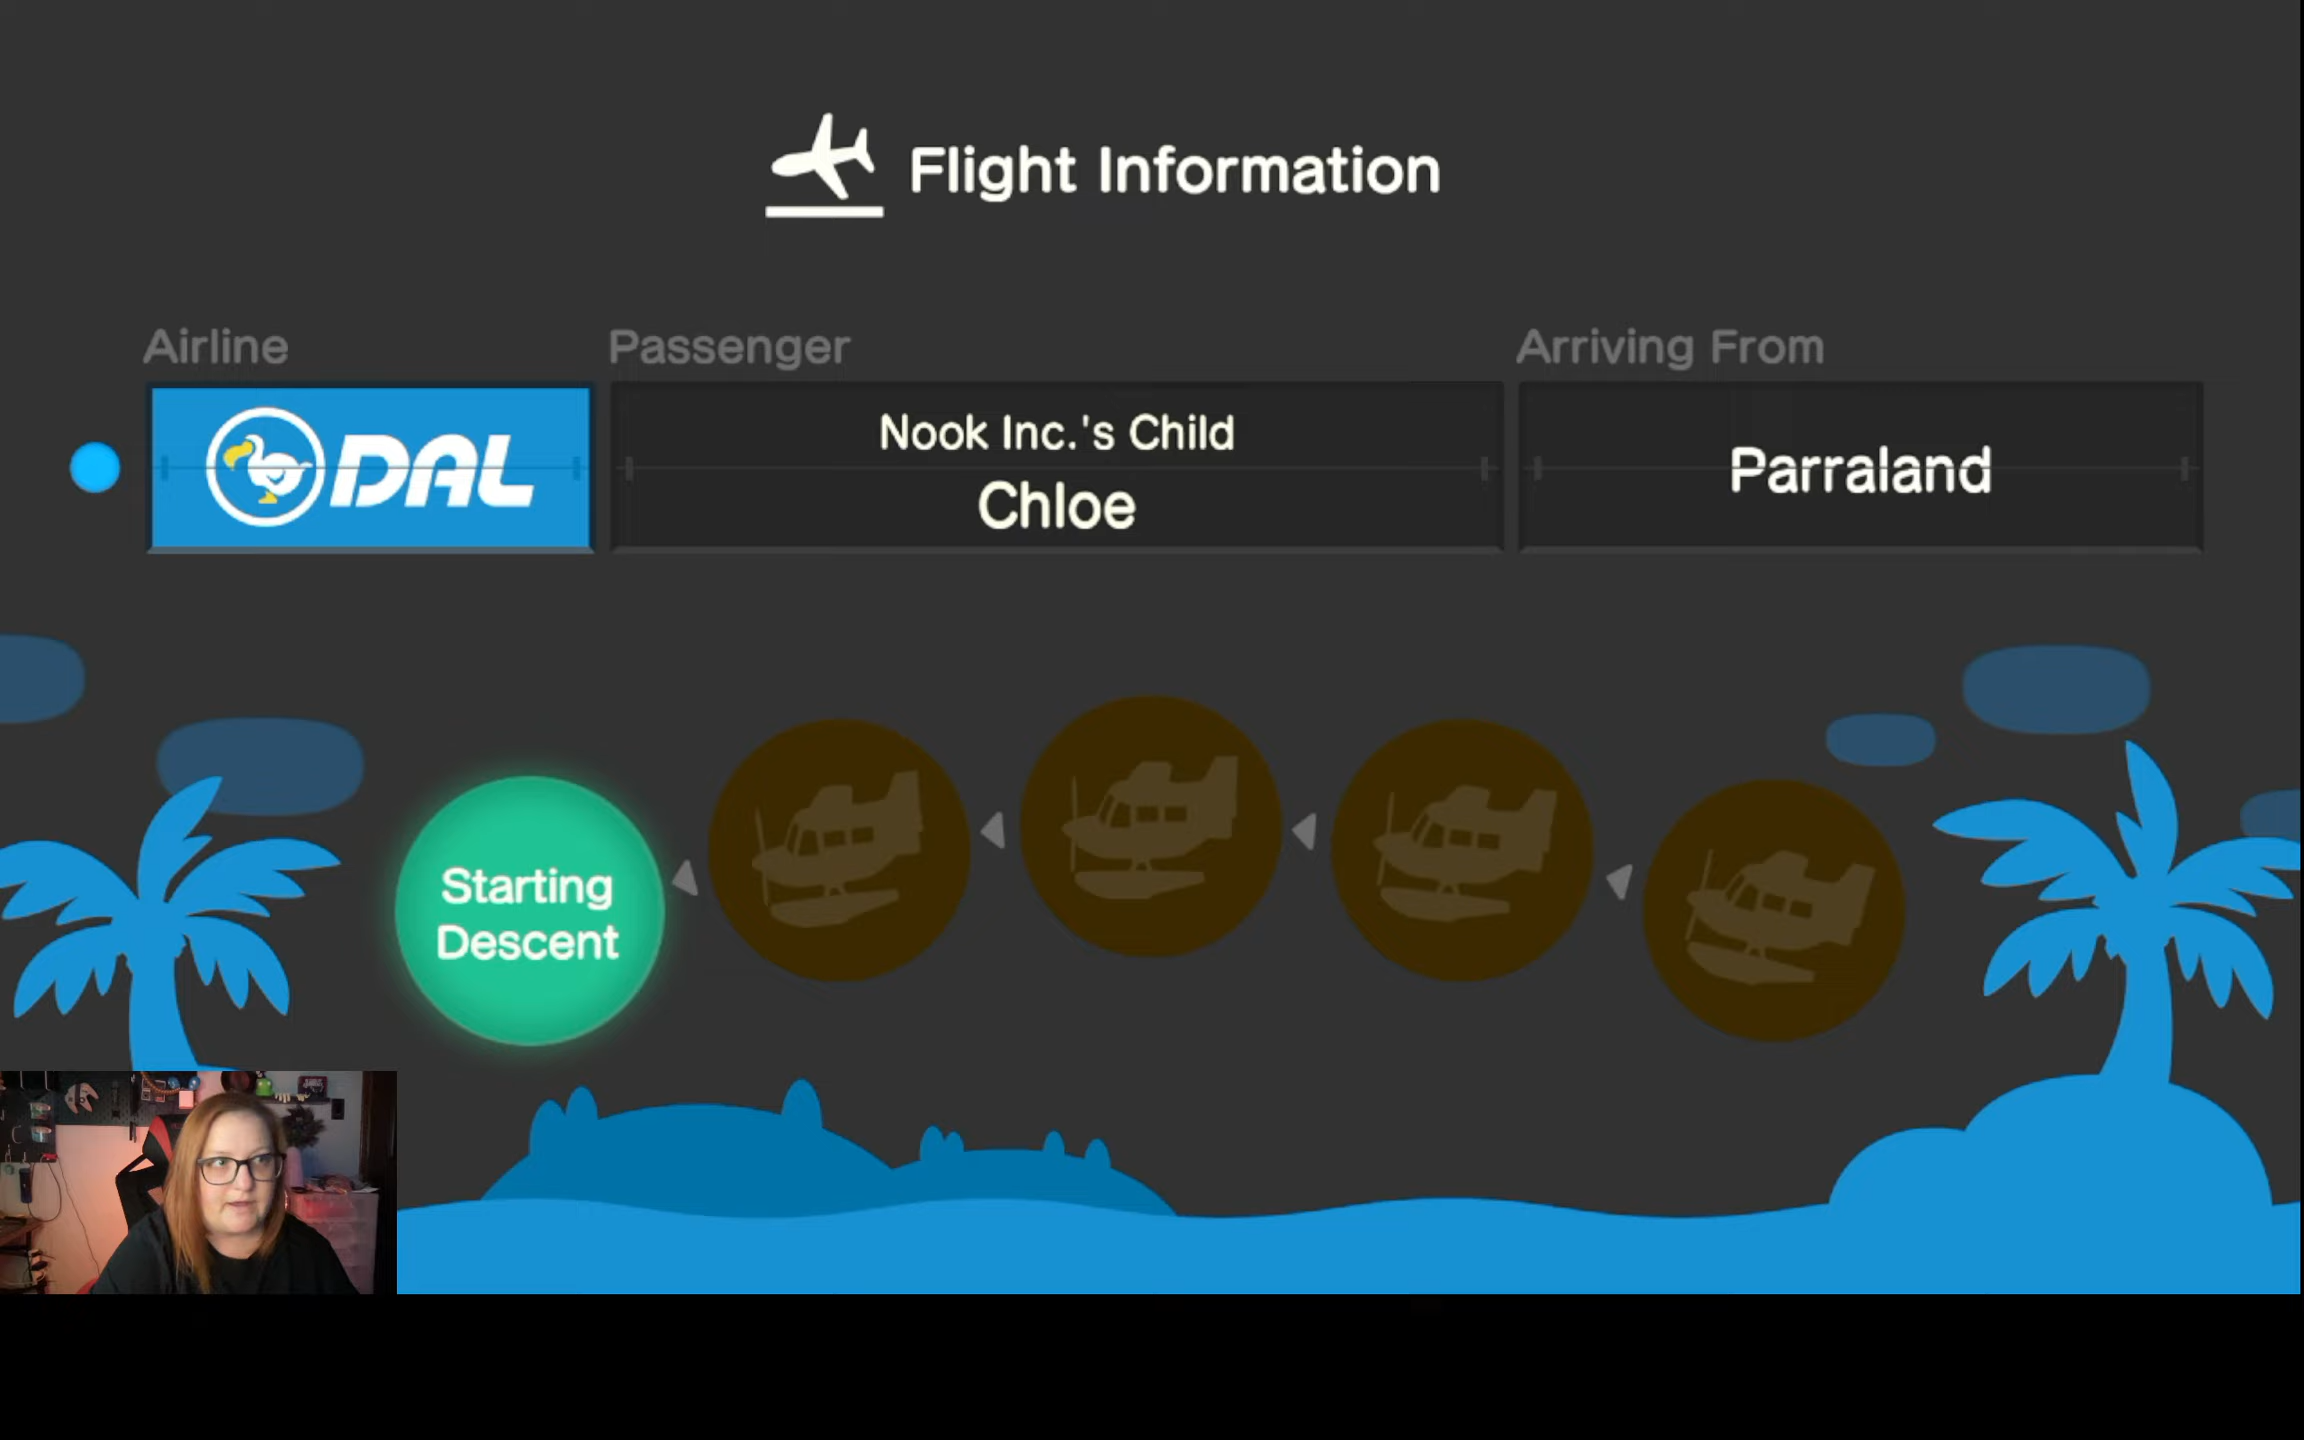 Flight Information
Airline
Passenger
Arriving From
DAL
Nook Inc.'s Child
Chloe
Parraland
Starting
Descent